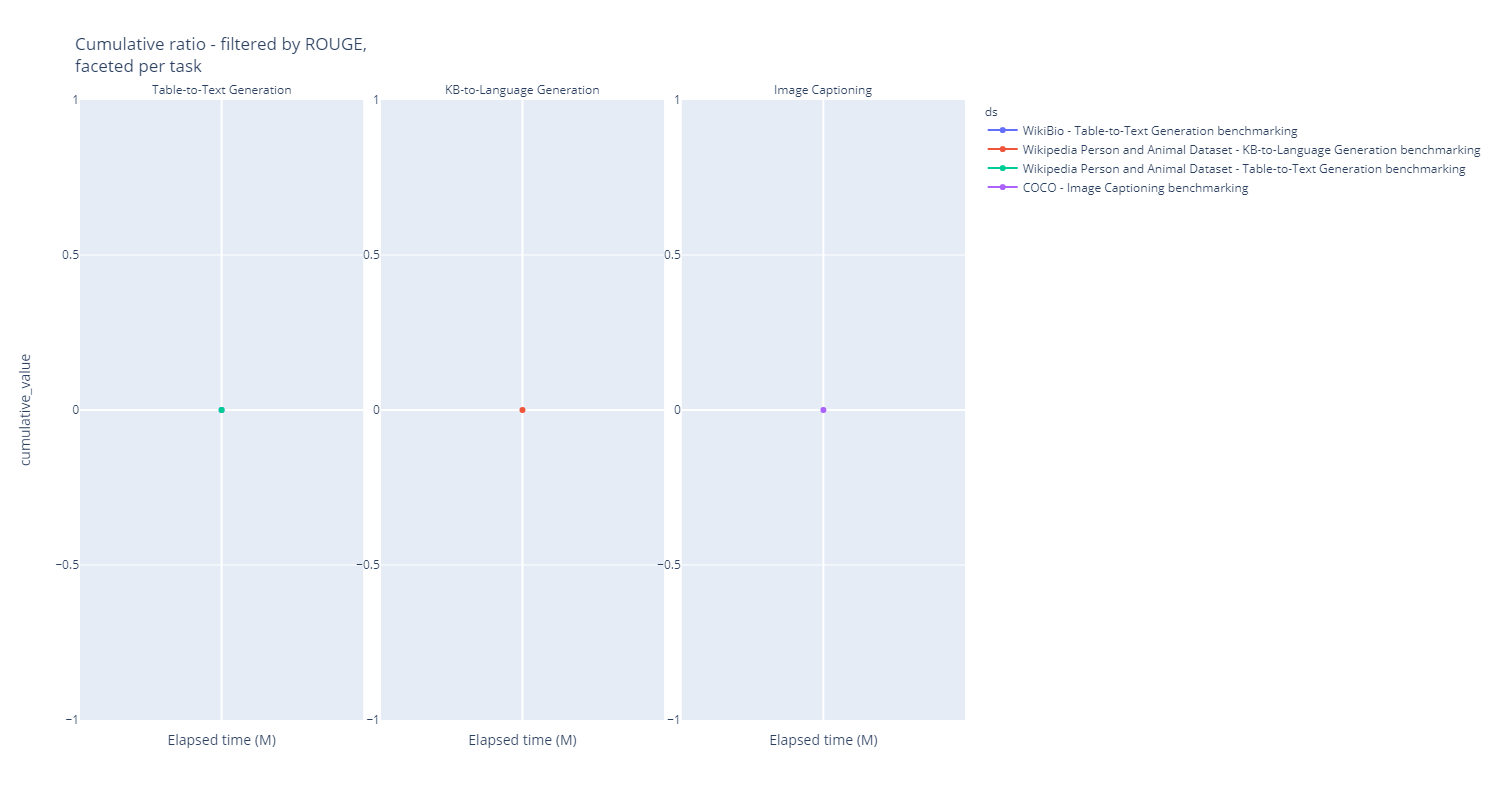 Cumulative ratio - filtered by ROUGE,
faceted per task
Table-to-Text Generation
KB-to-Language Generation
Image Captioning
cumulative_value
1
0.5
0
−0.5
−1
1
0.5
0
−0.5
−1
1
0.5
0
−0.5
−1
Elapsed time (M)
Elapsed time (M)
Elapsed time (M)
ds
WikiBio - Table-to-Text Generation benchmarking
Wikipedia Person and Animal Dataset - KB-to-Language Generation benchmarking
Wikipedia Person and Animal Dataset - Table-to-Text Generation benchmarking
COCO - Image Captioning benchmarking